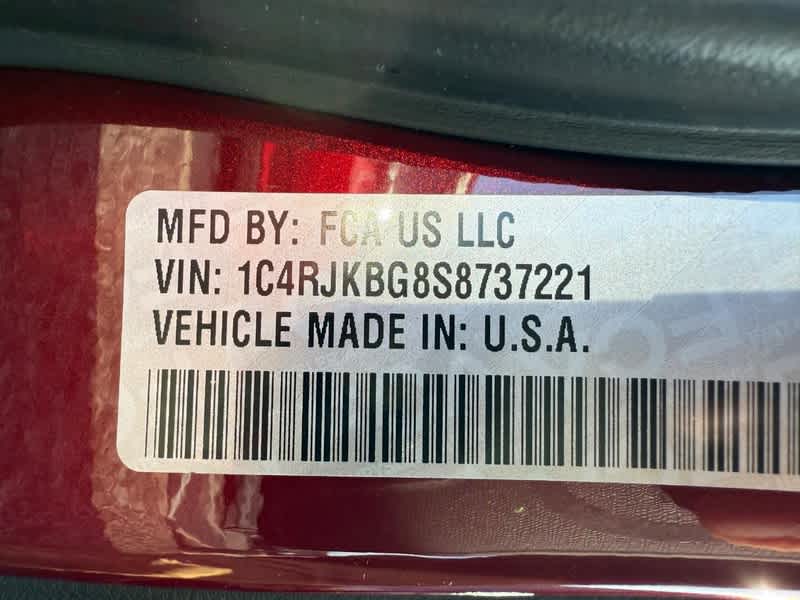 MFD BY: FCA US LLC
VIN: 1C4RJKBG8S8737221
VEHICLE MADE IN: U.S.A.